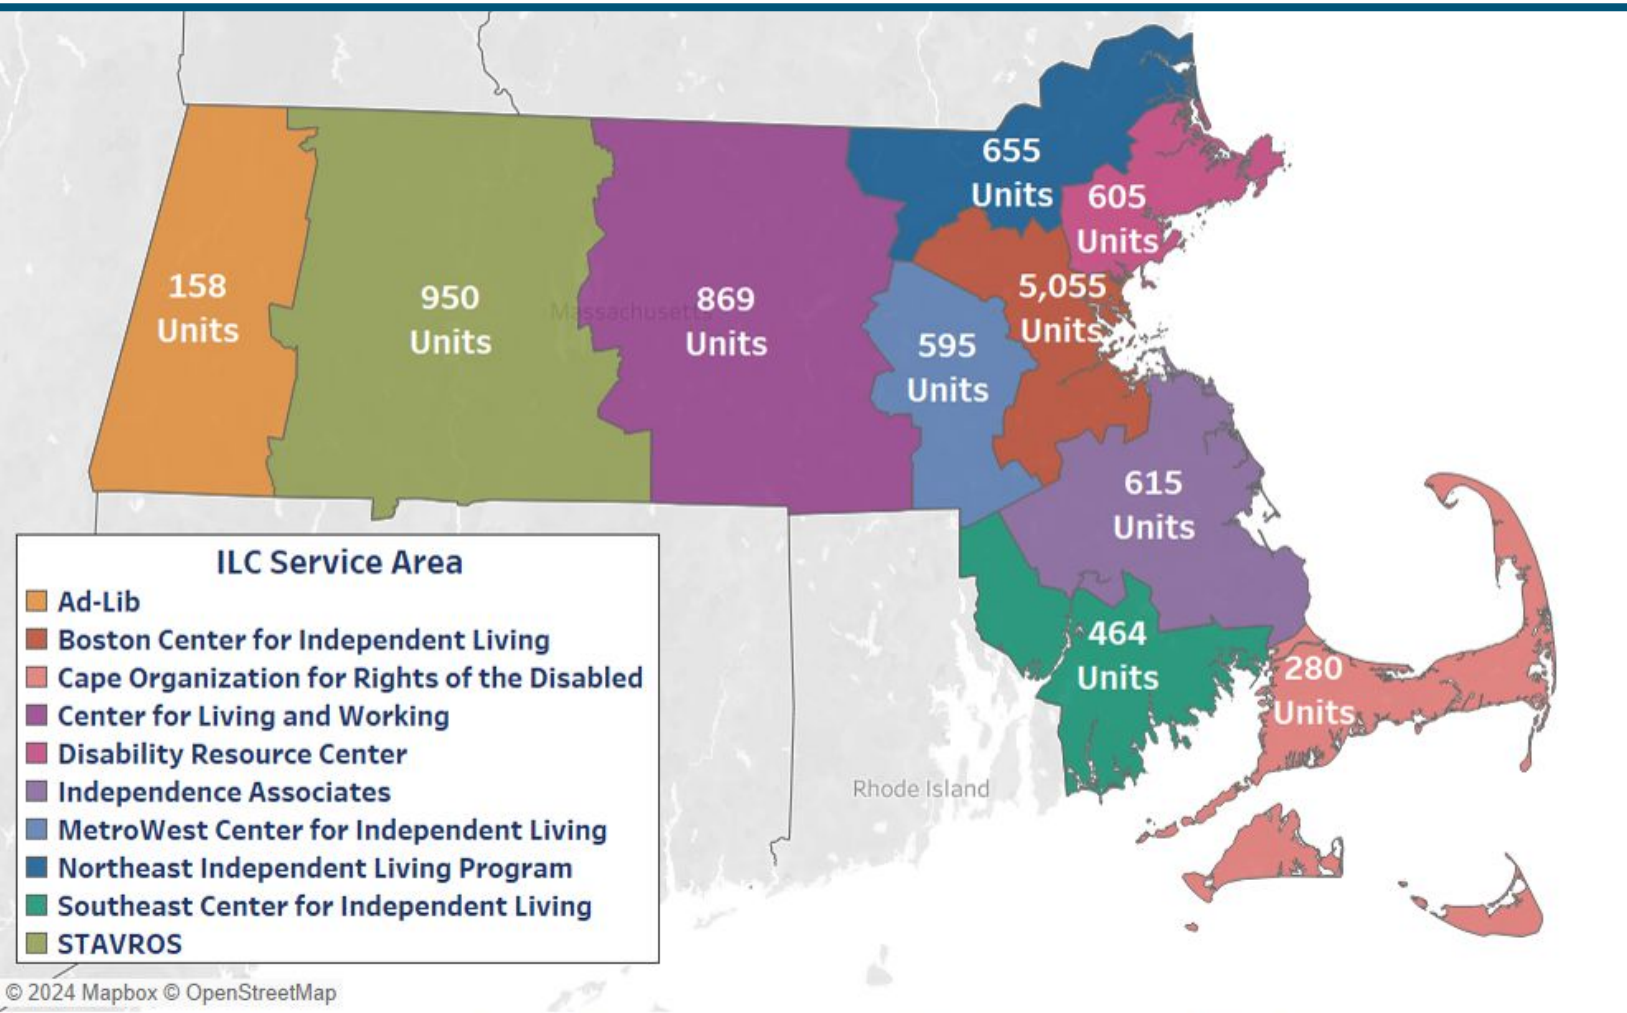 655
Units
605
Units
158
Units
950
Units
Massachusetts
869
Units
5,055
Units
595
Units
615
Units
464
Units
280
Units
Rhode Island
ILC Service Area
Ad-Lib
Boston Center for Independent Living
Cape Organization for Rights of the Disabled
Center for Living and Working
Disability Resource Center
Independence Associates
MetroWest Center for Independent Living
Northeast Independent Living Program
Southeast Center for Independent Living
STAVROS
© 2024 Mapbox © OpenStreetMap